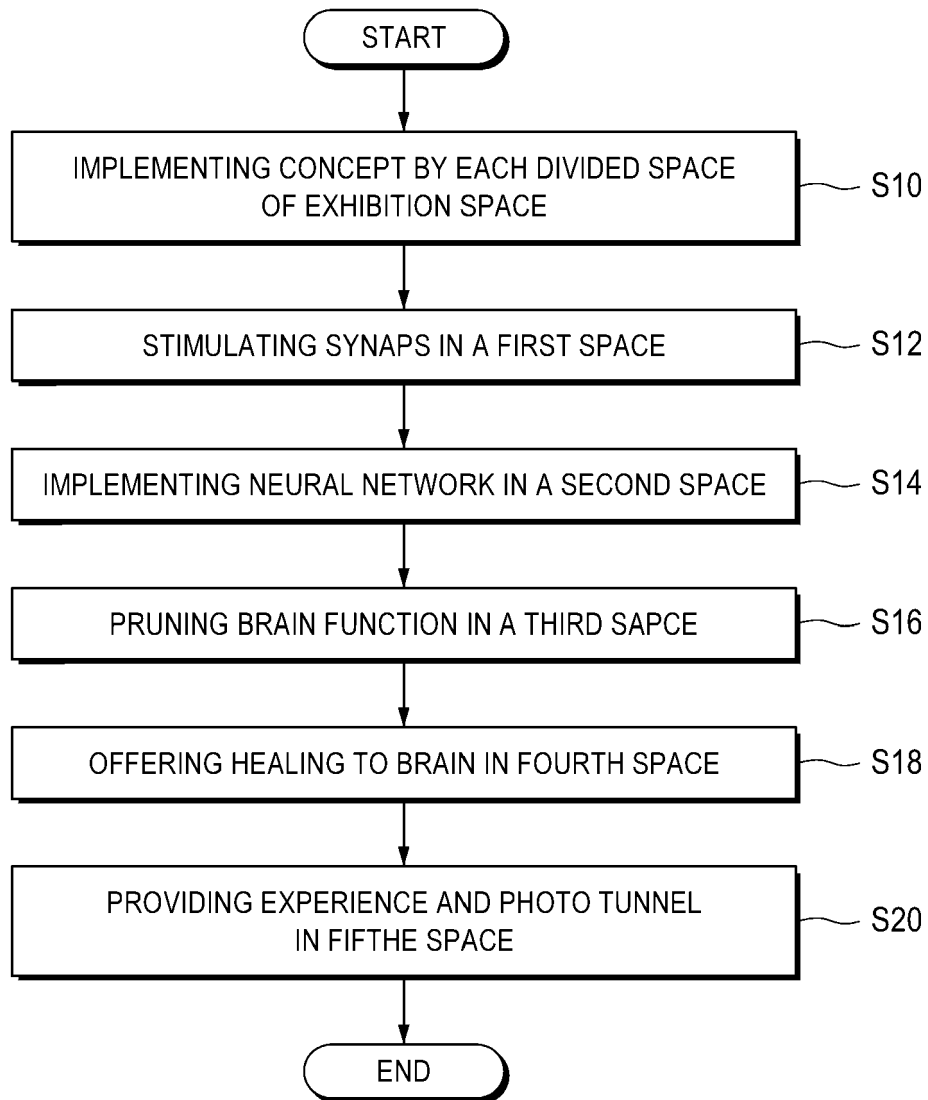 START
IMPLEMENTING CONCEPT BY EACH DIVIDED SPACE
OF EXHIBITION SPACE
S10
STIMULATING SYNAPS IN A FIRST SPACE
S12
IMPLEMENTING NEURAL NETWORK IN A SECOND SPACE
S14
PRUNING BRAIN FUNCTION IN A THIRD SAPCE
S16
OFFERING HEALING TO BRAIN IN FOURTH SPACE
S18
PROVIDING EXPERIENCE AND PHOTO TUNNEL
IN FIFTHE SPACE
S20
END